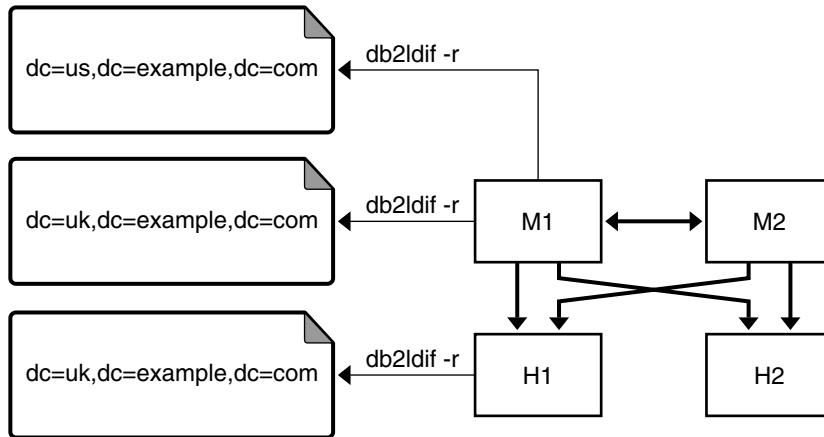 dc=us,dc=example,dc=com
db2ldif -r
dc=uk,dc=example,dc=com
db2ldif -r
M1
M2
dc=uk,dc=example,dc=com
db2ldif -r
H1
H2